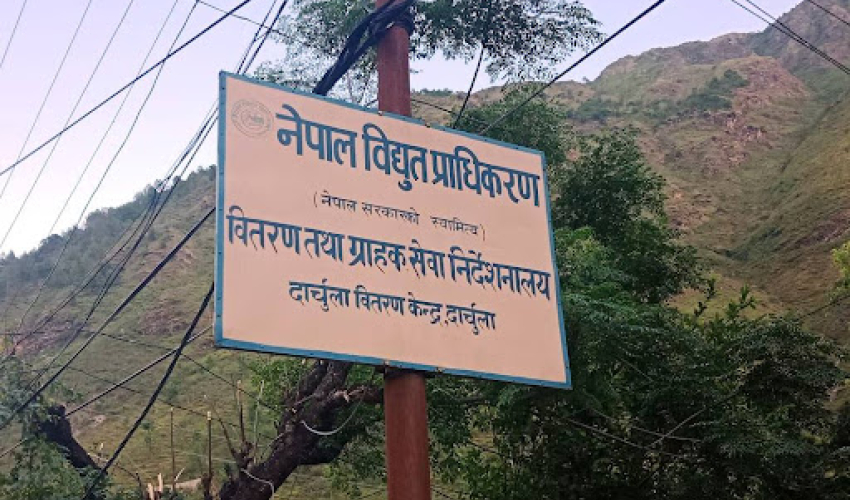 नेपाल विद्युत प्राधिकरण
(नेपाल सरकारको स्वामित्व)
वितरण तथा ग्राहक सेवा निर्देशनालय
दार्चुला वितरण केन्द्र, दार्चुला